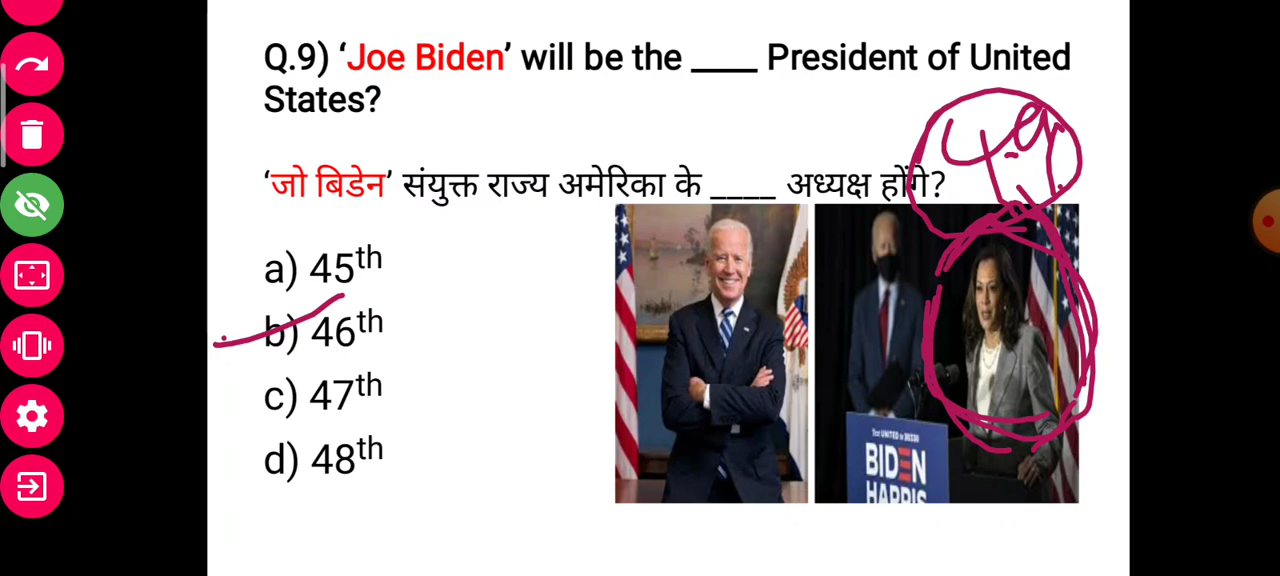 Q.9) ‘Joe Biden’ will be the ____ President of United
States?
‘जो बिडेन’ संयुक्त राज्य अमेरिका के ____ अध्यक्ष होंगे?
a) 45th
b) 46th
c) 47th
d) 48th
BIDEN
HARRIS